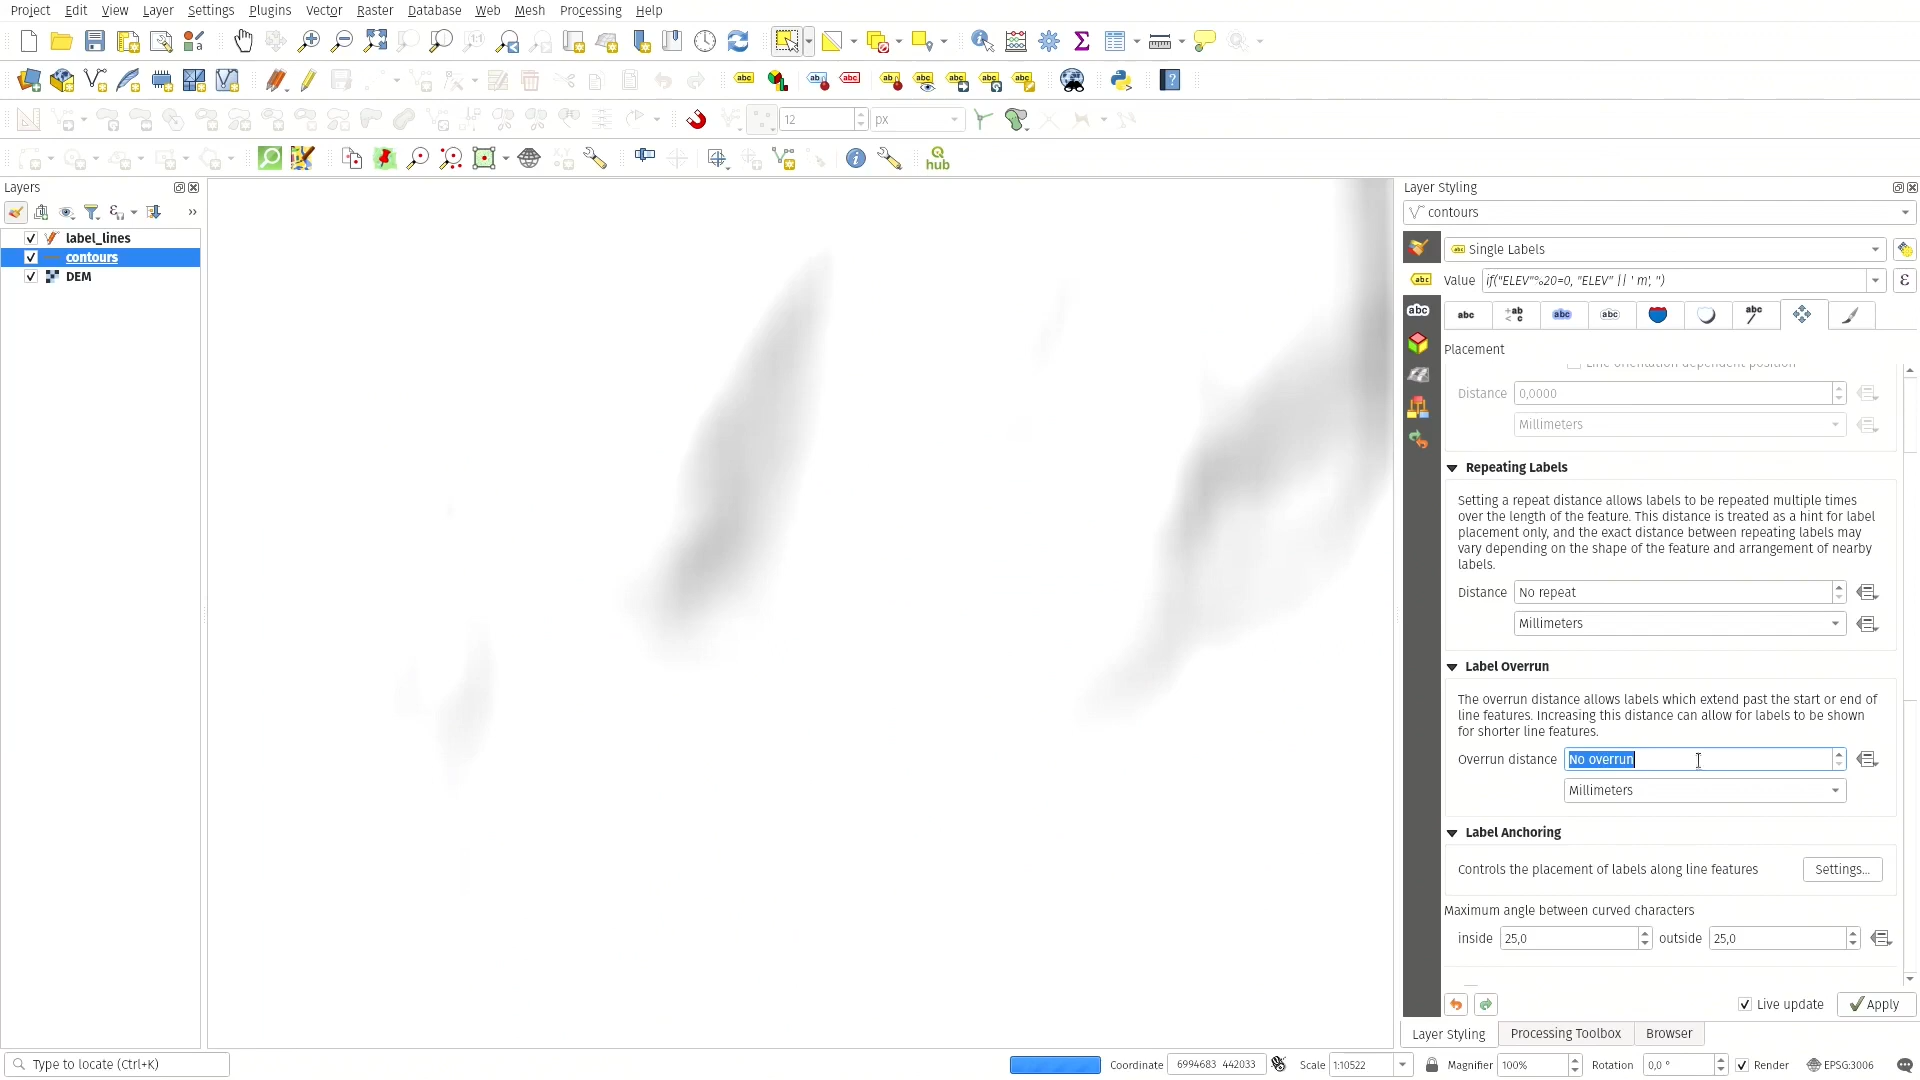 Project Edit View Layer Settings Plugins Vector Raster Database Web Mesh Processing Help
abc abc abc
12 px
hub
Layers
label_lines
contours
DEM
Layer Styling
contours
Single Labels
Value if("ELEV"%20=0, "ELEV" || ' m', '')
Placement
Distance 0,0000
Millimeters
Repeating Labels
Setting a repeat distance allows labels to be repeated multiple times
over the length of the feature. This distance is treated as a hint for label
placement only, and the exact distance between repeating labels may
vary depending on the shape of the feature and arrangement of nearby
labels.
Distance No repeat
Millimeters
Label Overrun
The overrun distance allows labels which extend past the start or end of
line features. Increasing this distance can allow for labels to be shown
for shorter line features.
Overrun distance No overrun
Millimeters
Label Anchoring
Controls the placement of labels along line features Settings...
Maximum angle between curved characters
inside 25,0 outside 25,0
Live update Apply
Layer Styling Processing Toolbox Browser
Type to locate (Ctrl+K) Coordinate 6994683 442033 Scale 1:10522 Magnifier 100% Rotation 0,0 ° Render EPSG:3006